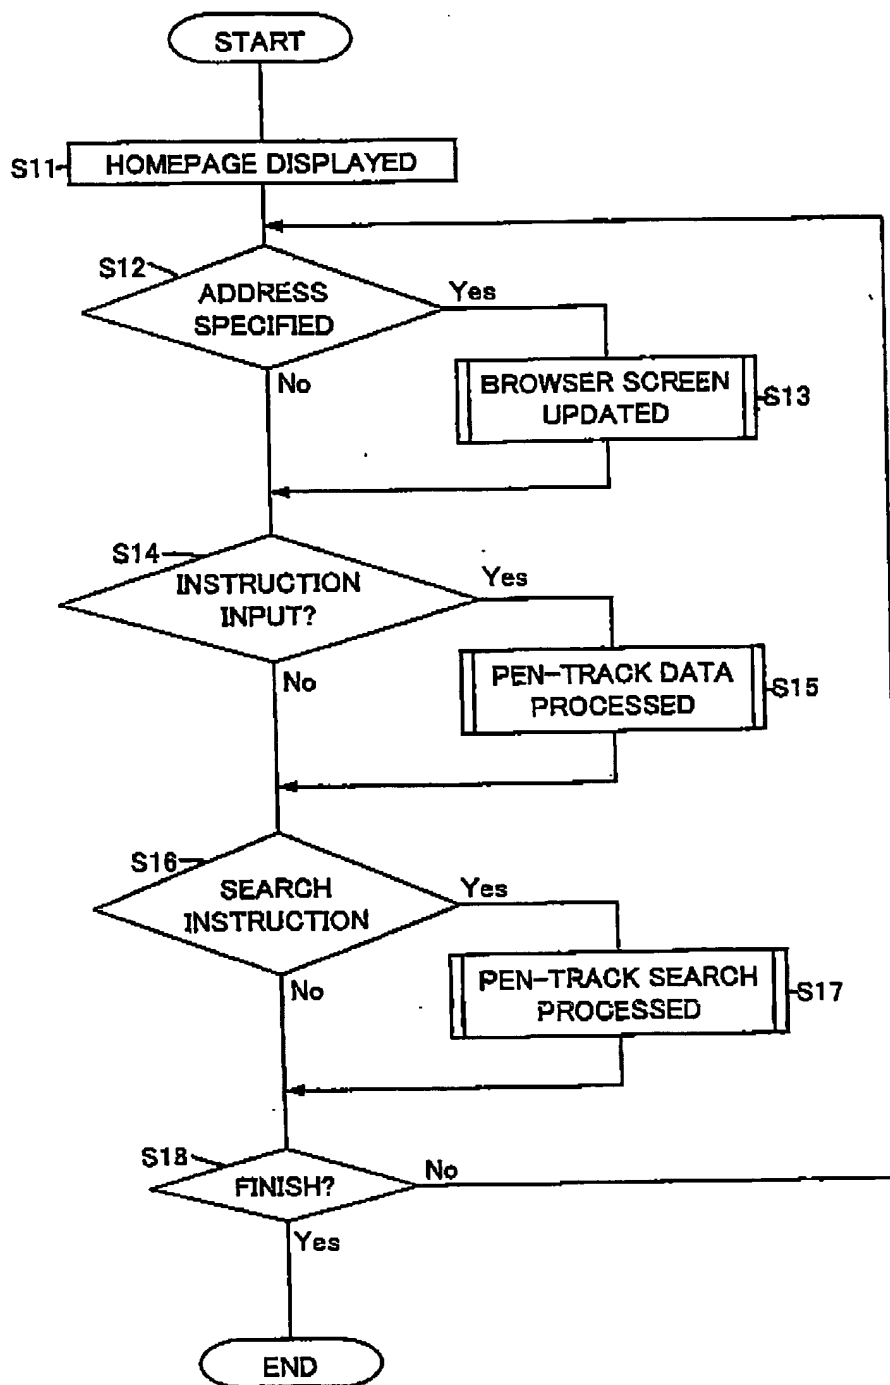 START
S11
HOMEPAGE DISPLAYED
S12
ADDRESS
SPECIFIED
Yes
No
BROWSER SCREEN
UPDATED
S13
S14
INSTRUCTION
INPUT?
Yes
No
PEN-TRACK DATA
PROCESSED
S15
S16
SEARCH
INSTRUCTION
Yes
No
PEN-TRACK SEARCH
PROCESSED
S17
S18
FINISH?
No
Yes
END